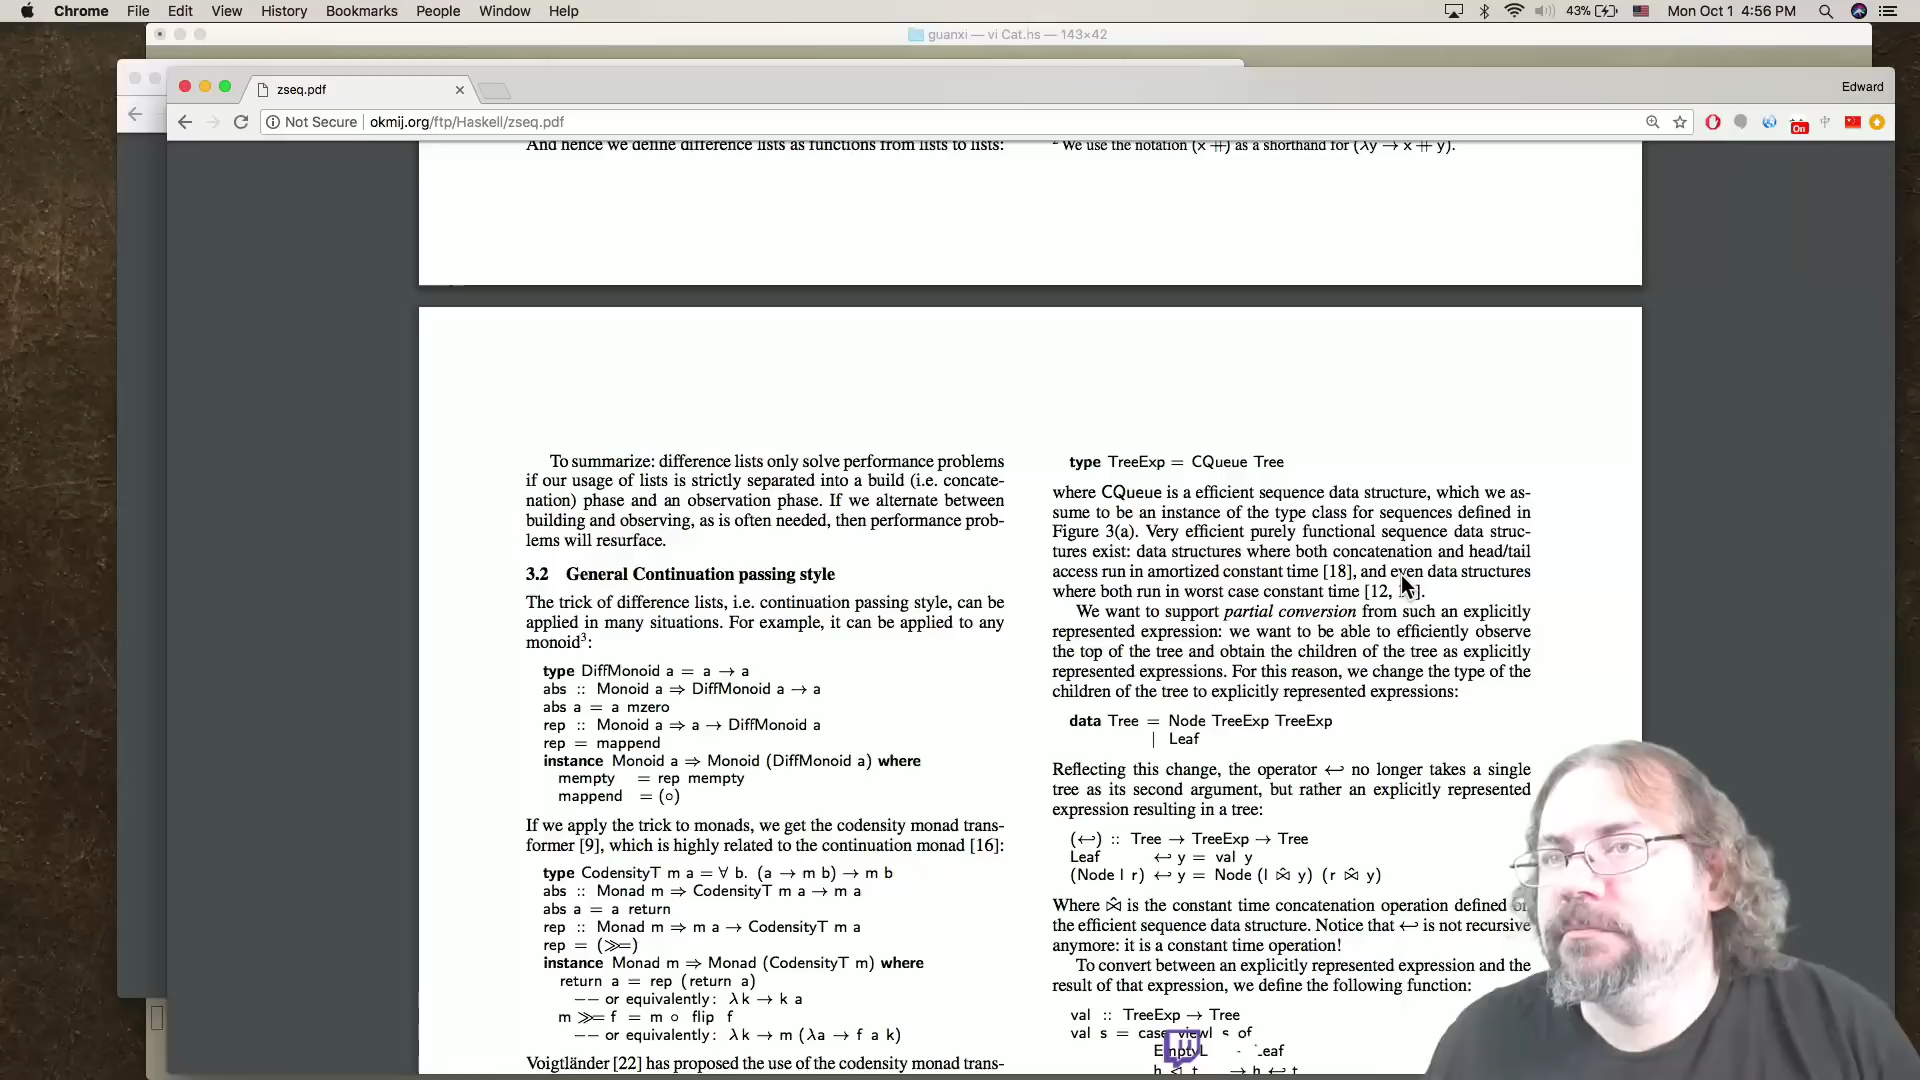 Chrome File Edit View History Bookmarks People Window Help 43% Mon Oct 1 4:56 PM
guanxi — vi Cat.hs — 143×42
zseq.pdf Edward
Not Secure okmij.org/ftp/Haskell/zseq.pdf On
And hence we define difference lists as functions from lists to lists:
2 We use the notation (x ++) as a shorthand for (λy → x ++ y).
To summarize: difference lists only solve performance problems
if our usage of lists is strictly separated into a build (i.e. concate-
nation) phase and an observation phase. If we alternate between
building and observing, as is often needed, then performance prob-
lems will resurface.
3.2 General Continuation passing style
The trick of difference lists, i.e. continuation passing style, can be
applied in many situations. For example, it can be applied to any
monoid³:
type DiffMonoid a = a → a
abs :: Monoid a ⇒ DiffMonoid a → a
abs a = a mzero
rep :: Monoid a ⇒ a → DiffMonoid a
rep = mappend
instance Monoid a ⇒ Monoid (DiffMonoid a) where
mempty = rep mempty
mappend = (∘)
If we apply the trick to monads, we get the codensity monad trans-
former [9], which is highly related to the continuation monad [16]:
type CodensityT m a = ∀ b. (a → m b) → m b
abs :: Monad m ⇒ CodensityT m a → m a
abs a = a return
rep :: Monad m ⇒ m a → CodensityT m a
rep = (≫=)
instance Monad m ⇒ Monad (CodensityT m) where
return a = rep (return a)
−− or equivalently: λk → k a
m ≫= f = m ∘ flip f
−− or equivalently: λk → m (λa → f a k)
Voigtländer [22] has proposed the use of the codensity monad trans-
type TreeExp = CQueue Tree
where CQueue is a efficient sequence data structure, which we as-
sume to be an instance of the type class for sequences defined in
Figure 3(a). Very efficient purely functional sequence data struc-
tures exist: data structures where both concatenation and head/tail
access run in amortized constant time [18], and even data structures
where both run in worst case constant time [12, ].
We want to support partial conversion from such an explicitly
represented expression: we want to be able to efficiently observe
the top of the tree and obtain the children of the tree as explicitly
represented expressions. For this reason, we change the type of the
children of the tree to explicitly represented expressions:
data Tree = Node TreeExp TreeExp
| Leaf
Reflecting this change, the operator ↩ no longer takes a single
tree as its second argument, but rather an explicitly represented
expression resulting in a tree:
(↩) :: Tree → TreeExp → Tree
Leaf ↩ y = val y
(Node l r) ↩ y = Node (l ⋈̂ y) (r ⋈̂ y)
Where ⋈̂ is the constant time concatenation operation defined
the efficient sequence data structure. Notice that ↩ is not recursive
anymore: it is a constant time operation!
To convert between an explicitly represented expression and the
result of that expression, we define the following function:
val :: TreeExp → Tree
val s = case viewl s of
EmptyL Leaf
h ⊲ t → h ↩ t